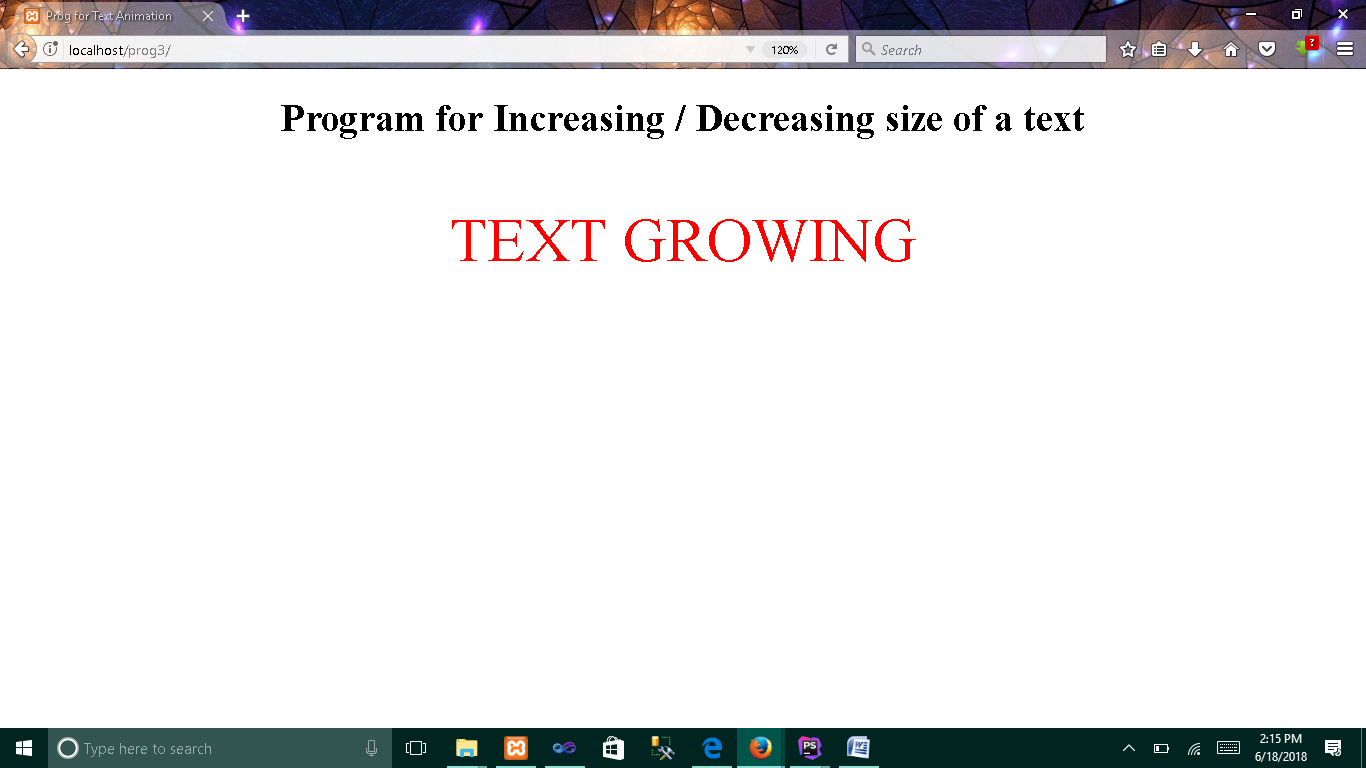 Prog for Text Animation
localhost/prog3/
120%
Search
?
Program for Increasing / Decreasing size of a text
TEXT GROWING
Type here to search
PS
W
2:15 PM
6/18/2018